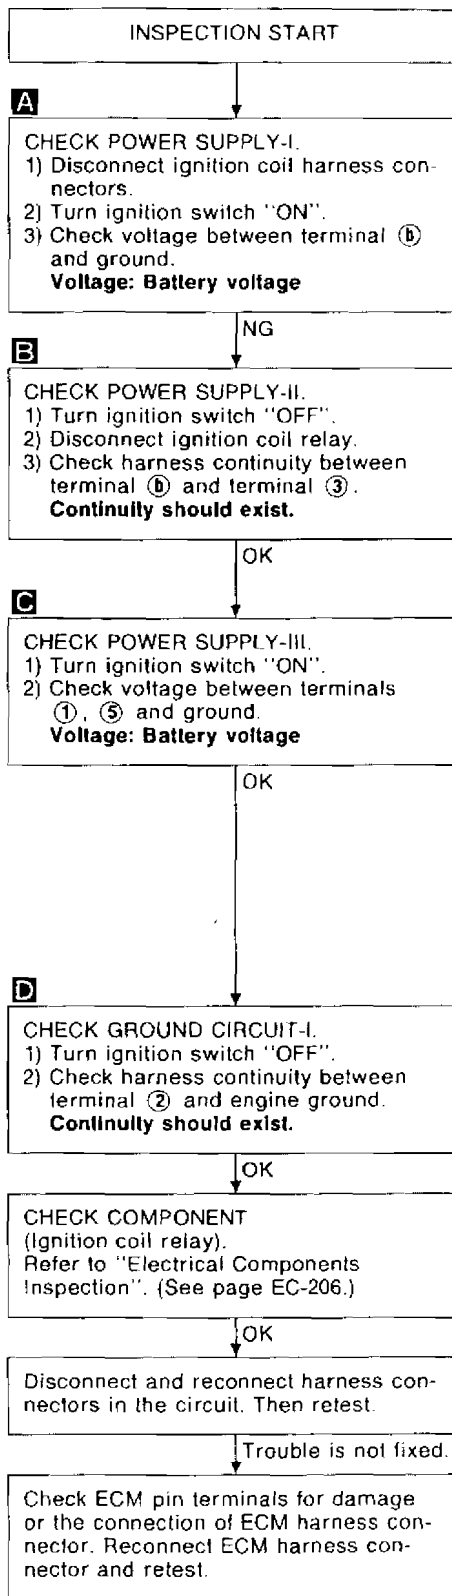 INSPECTION START
A
CHECK POWER SUPPLY-I.
1) Disconnect ignition coil harness con-
nectors.
2) Turn ignition switch "ON".
3) Check voltage between terminal ⓑ
and ground.
Voltage: Battery voltage
NG
B
CHECK POWER SUPPLY-II.
1) Turn ignition switch "OFF".
2) Disconnect ignition coil relay.
3) Check harness continuity between
terminal ⓑ and terminal ③.
Continuity should exist.
OK
C
CHECK POWER SUPPLY-III.
1) Turn ignition switch "ON".
2) Check voltage between terminals
①, ⑤ and ground.
Voltage: Battery voltage
OK
D
CHECK GROUND CIRCUIT-I.
1) Turn ignition switch "OFF".
2) Check harness continuity between
terminal ② and engine ground.
Continuity should exist.
OK
CHECK COMPONENT
(Ignition coil relay).
Refer to "Electrical Components
Inspection". (See page EC-206.)
OK
Disconnect and reconnect harness con-
nectors in the circuit. Then retest.
Trouble is not fixed.
Check ECM pin terminals for damage
or the connection of ECM harness con-
nector. Reconnect ECM harness con-
nector and retest.